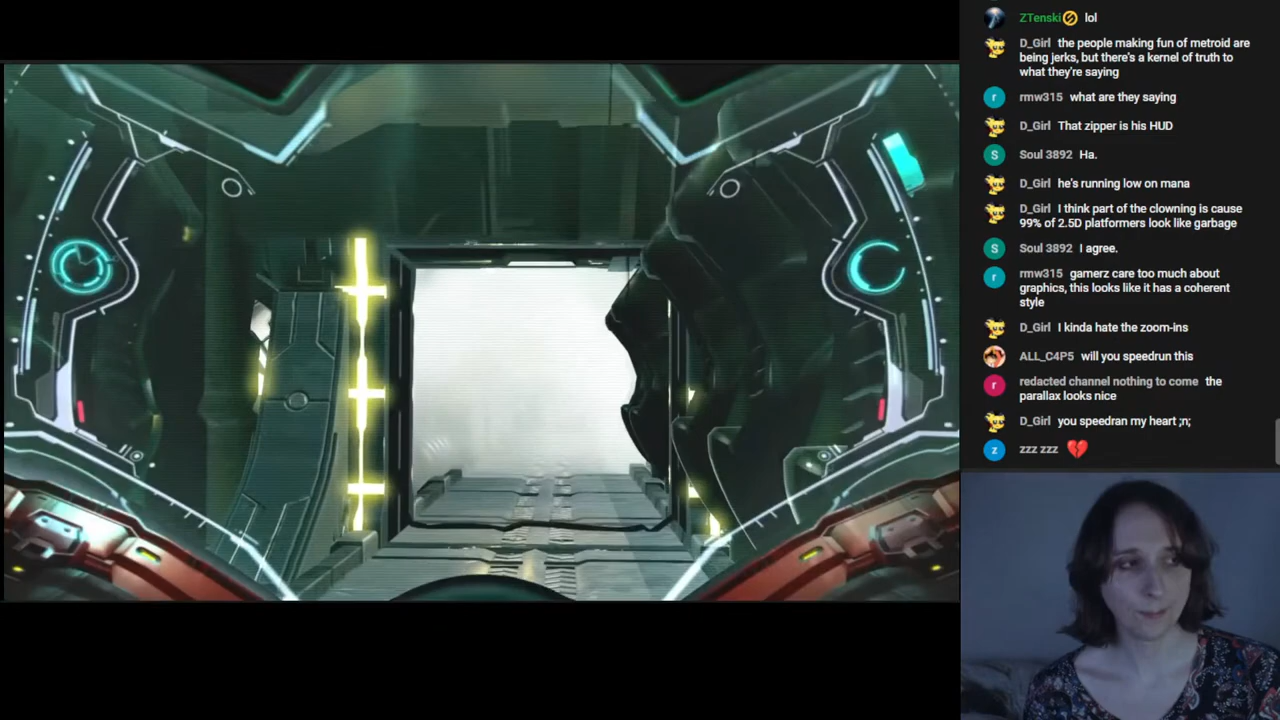 ZTenski lol
D_Girl the people making fun of metroid are
being jerks, but there's a kernel of truth to
what they're saying
r rmw315 what are they saying
D_Girl That zipper is his HUD
S Soul 3892 Ha.
D_Girl he's running low on mana
D_Girl I think part of the clowning is cause
99% of 2.5D platformers look like garbage
S Soul 3892 I agree.
r rmw315 gamerz care too much about
graphics, this looks like it has a coherent
style
D_Girl I kinda hate the zoom-ins
ALL_C4P5 will you speedrun this
r redacted channel nothing to come the
parallax looks nice
D_Girl you speedran my heart ;n;
z zzz zzz 💔